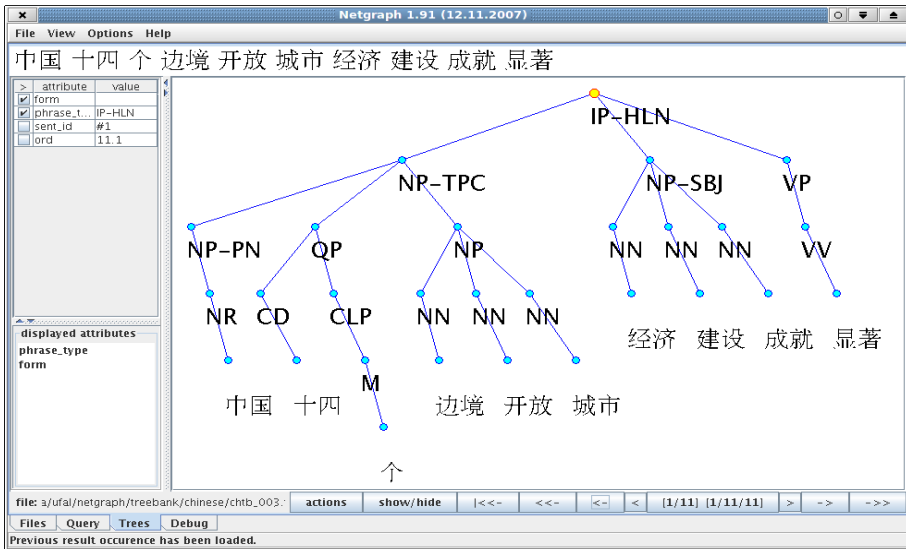 Netgraph 1.91 (12.11.2007)
File View Options Help
中国 十四 个 边境 开放 城市 经济 建设 成就 显著
> attribute value
form
phrase_t... IP-HLN
sent_id #1
ord 11.1
IP-HLN
NP-TPC NP-SBJ VP
NP-PN QP NP NN NN NN VV
NR CD CLP NN NN NN 经济 建设 成就 显著
M
中国 十四 边境 开放 城市
个
displayed attributes
phrase_type
form
file: a/ufal/netgraph/treebank/chinese/chtb_003. actions show/hide |<<- <<- <- < [1/11] [1/11/11] > -> ->>
Files Query Trees Debug
Previous result occurence has been loaded.